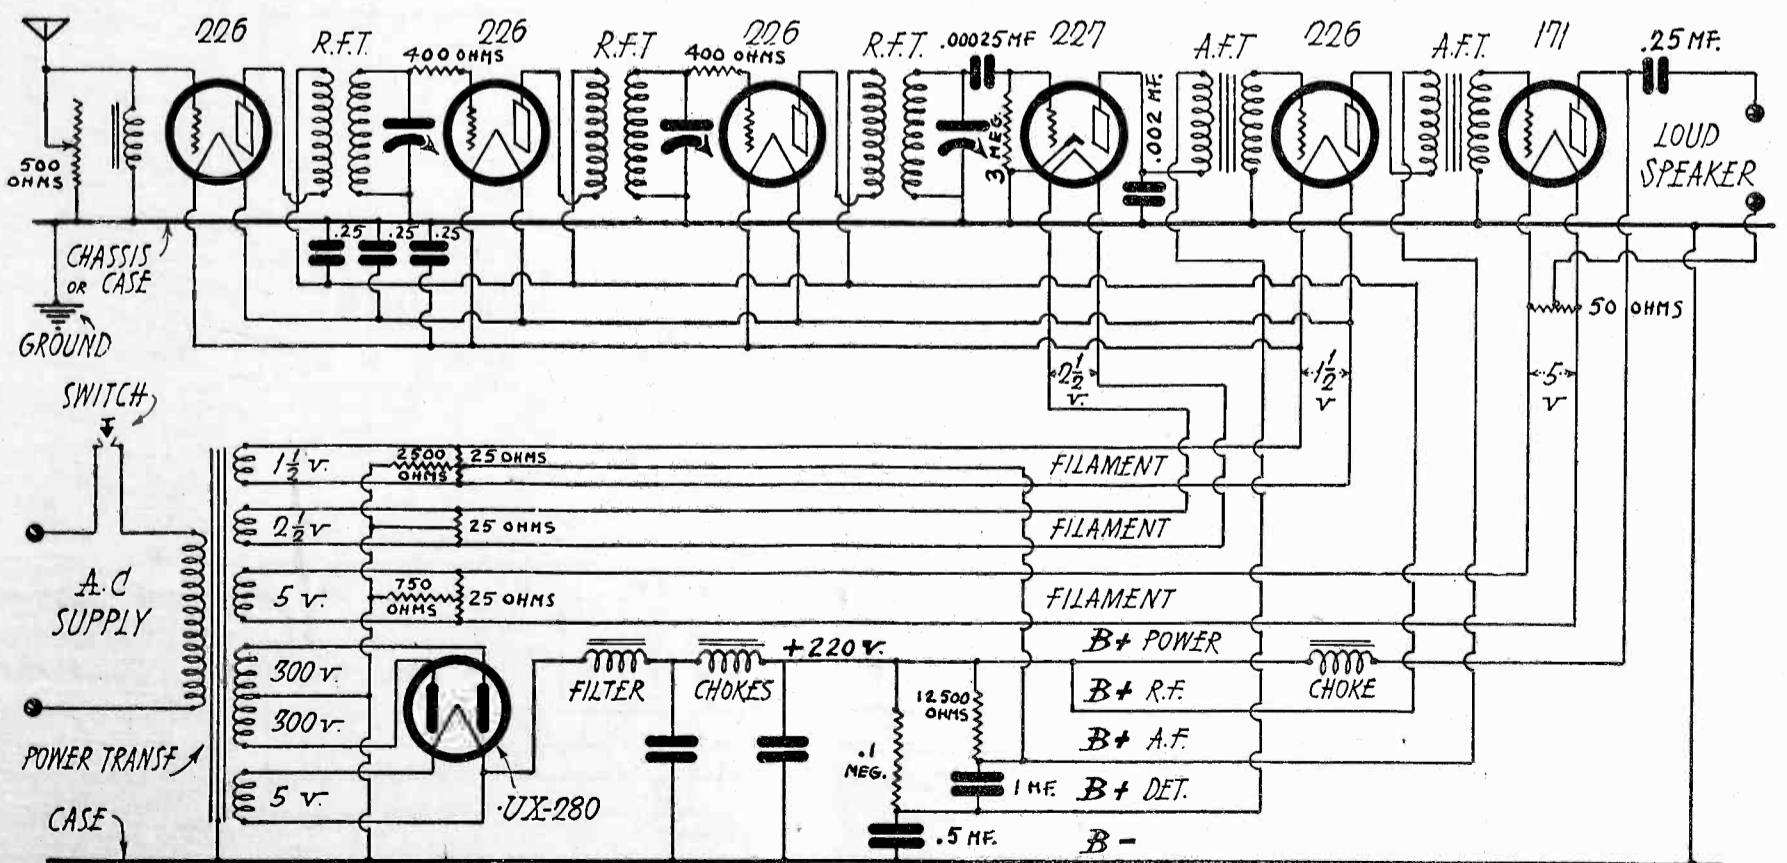 226
R.F.T.
400 OHMS
226
R.F.T
400 OHMS
226
R.F.T.
.00025 MF
227
A.F.T
226
A.F.T.
171
.25 MF.
500 OHMS
3 MEG.
.002 MF.
LOUD SPEAKER
CHASSIS OR CASE
.25
.25
.25
GROUND
50 OHMS
2½ v.
1½ v
5 v
SWITCH
1½ v.
2500 OHMS
25 OHMS
FILAMENT
2½ v
25 OHMS
FILAMENT
A.C SUPPLY
5 v.
750 OHMS
25 OHMS
FILAMENT
300 v.
300 v.
FILTER
CHOKES
+220 v.
B+ POWER
CHOKE
B+ R.F.
12500 OHMS
POWER TRANSF
.1 MEG.
B+ A.F.
5 v.
UX-280
1 MF.
B+ DET.
CASE
.5 MF.
B-